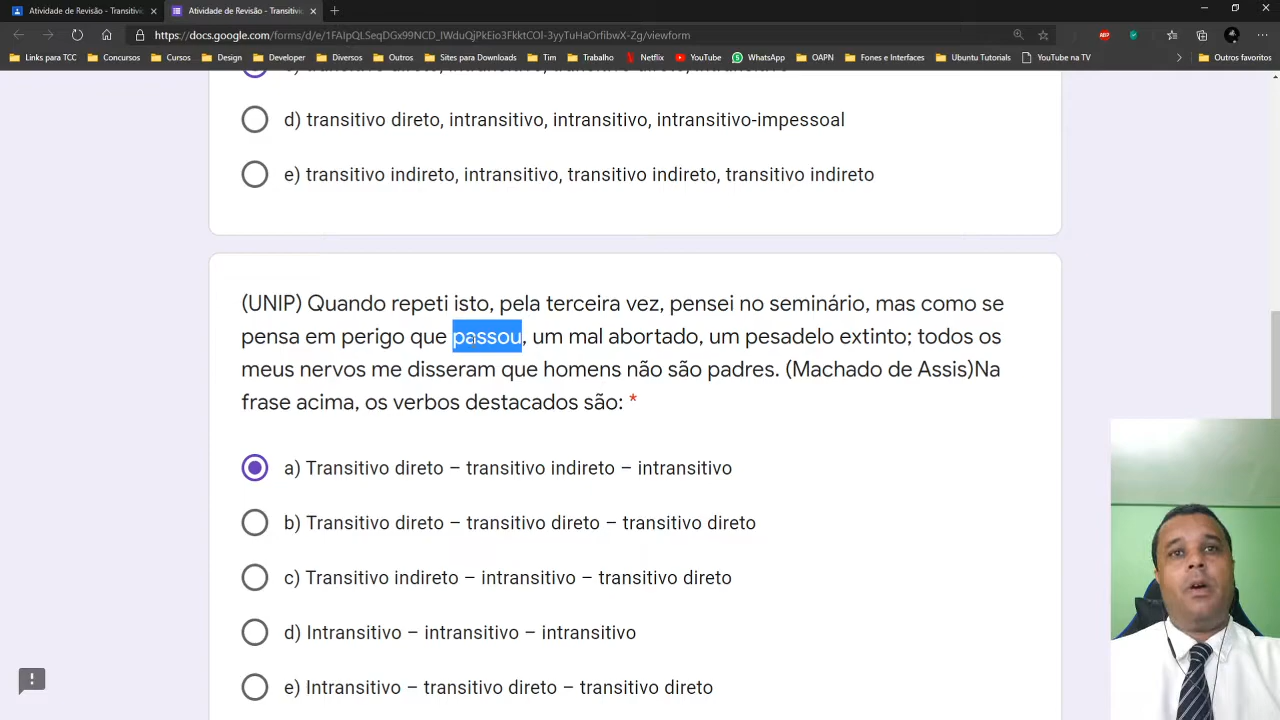 Atividade de Revisão - Transitivi
Atividade de Revisão - Transitivi
https://docs.google.com/forms/d/e/1FAIpQLSeqDGx99NCD_IWduQjPkEio3FkktCOl-3yyTuHaOrfibwX-Zg/viewform
Links para TCC Concursos Cursos Design Developer Diversos Outros Sites para Downloads Tim Trabalho Netflix YouTube WhatsApp OAPN Fones e Interfaces Ubuntu Tutorials YouTube na TV Outros favoritos
d) transitivo direto, intransitivo, intransitivo, intransitivo-impessoal
e) transitivo indireto, intransitivo, transitivo indireto, transitivo indireto
(UNIP) Quando repeti isto, pela terceira vez, pensei no seminário, mas como se
pensa em perigo que passou, um mal abortado, um pesadelo extinto; todos os
meus nervos me disseram que homens não são padres. (Machado de Assis)Na
frase acima, os verbos destacados são: *
a) Transitivo direto – transitivo indireto – intransitivo
b) Transitivo direto – transitivo direto – transitivo direto
c) Transitivo indireto – intransitivo – transitivo direto
d) Intransitivo – intransitivo – intransitivo
e) Intransitivo – transitivo direto – transitivo direto